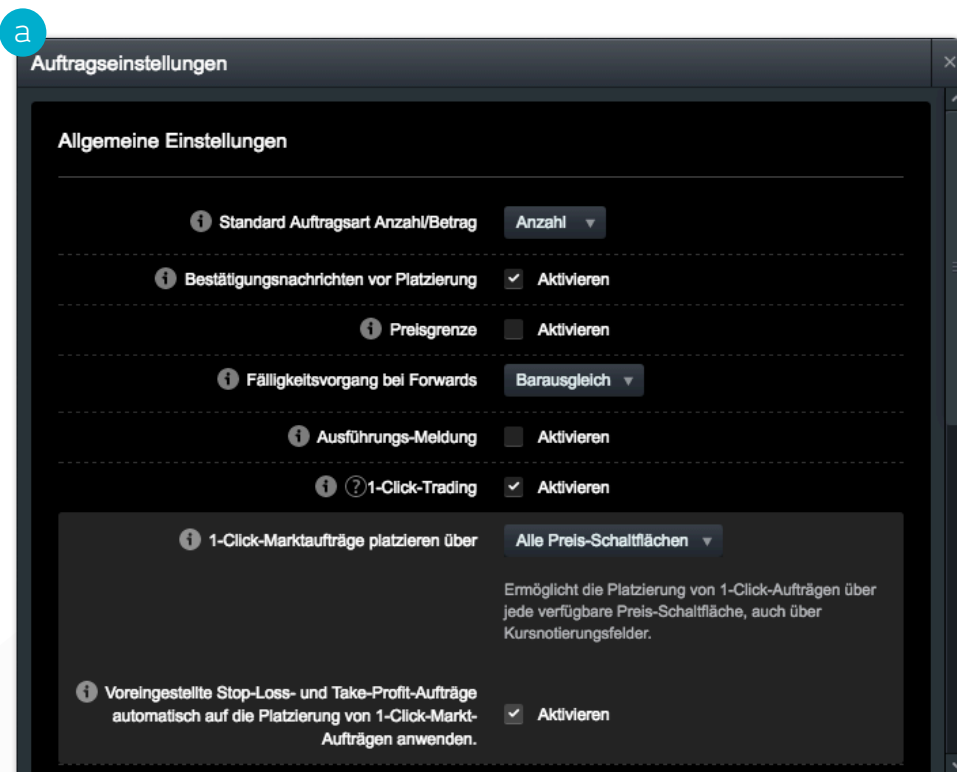 a
Auftragseinstellungen
Allgemeine Einstellungen
Standard Auftragsart Anzahl/Betrag Anzahl
Bestätigungsnachrichten vor Platzierung Aktivieren
Preisgrenze Aktivieren
Fälligkeitsvorgang bei Forwards Barausgleich
Ausführungs-Meldung Aktivieren
?1-Click-Trading Aktivieren
1-Click-Marktaufträge platzieren über Alle Preis-Schaltflächen
Ermöglicht die Platzierung von 1-Click-Aufträgen über
jede verfügbare Preis-Schaltfläche, auch über
Kursnotierungsfelder.
Voreingestellte Stop-Loss- und Take-Profit-Aufträge
automatisch auf die Platzierung von 1-Click-Markt- Aktivieren
Aufträgen anwenden.